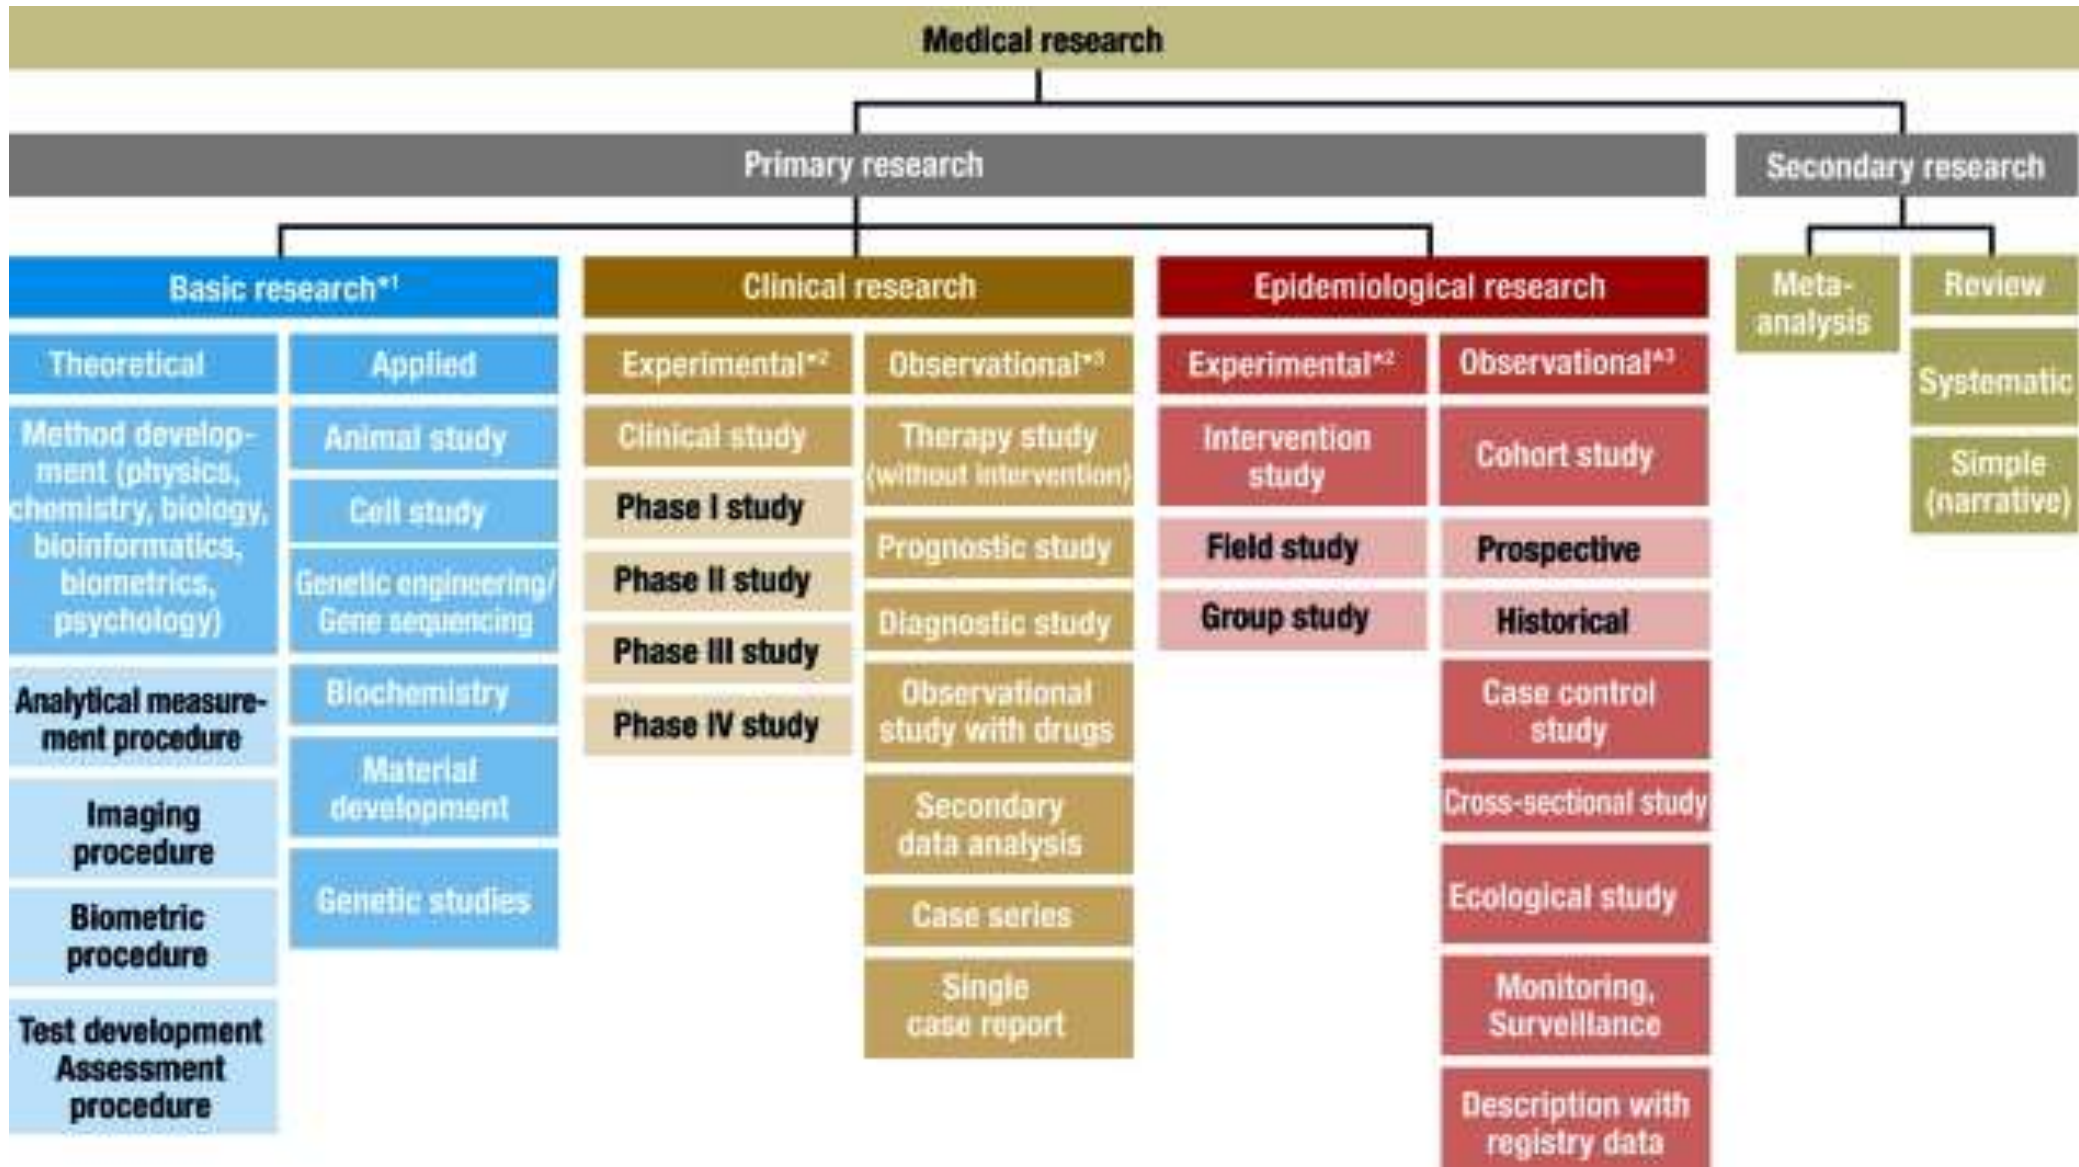 Medical research
Primary research
Secondary research
Basic research*1
Clinical research
Epidemiological research
Meta-
analysis
Review
Systematic
Simple
(narrative)
Theoretical
Method develop-
ment (physics,
chemistry, biology,
bioinformatics,
biometrics,
psychology)
Analytical measure-
ment procedure
Imaging
procedure
Biometric
procedure
Test development
Assessment
procedure
Applied
Animal study
Cell study
Genetic engineering/
Gene sequencing
Biochemistry
Material
development
Genetic studies
Experimental*2
Clinical study
Phase I study
Phase II study
Phase III study
Phase IV study
Observational*3
Therapy study
(without intervention)
Prognostic study
Diagnostic study
Observational
study with drugs
Secondary
data analysis
Case series
Single
case report
Experimental*2
Intervention
study
Field study
Group study
Observational*3
Cohort study
Prospective
Historical
Case control
study
Cross-sectional study
Ecological study
Monitoring,
Surveillance
Description with
registry data